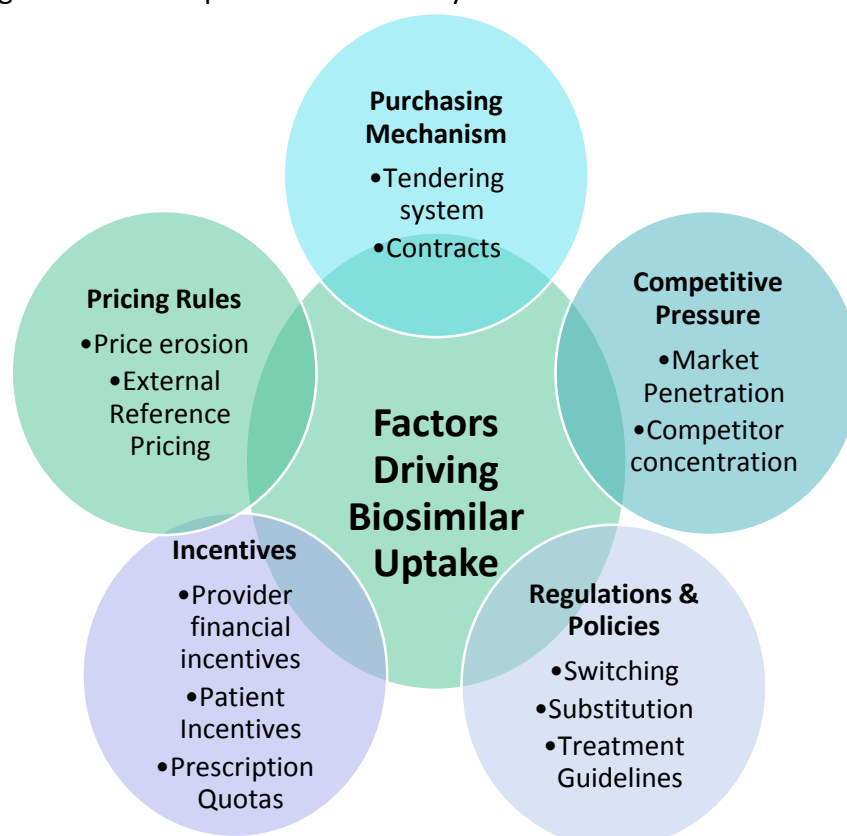 Purchasing
Mechanism
•Tendering
system
•Contracts
Pricing Rules
•Price erosion
•External
Reference
Pricing
Competitive
Pressure
•Market
Penetration
•Competitor
concentration
Factors
Driving
Biosimilar
Uptake
Incentives
•Provider
financial
incentives
•Patient
Incentives
•Prescription
Quotas
Regulations &
Policies
•Switching
•Substitution
•Treatment
Guidelines